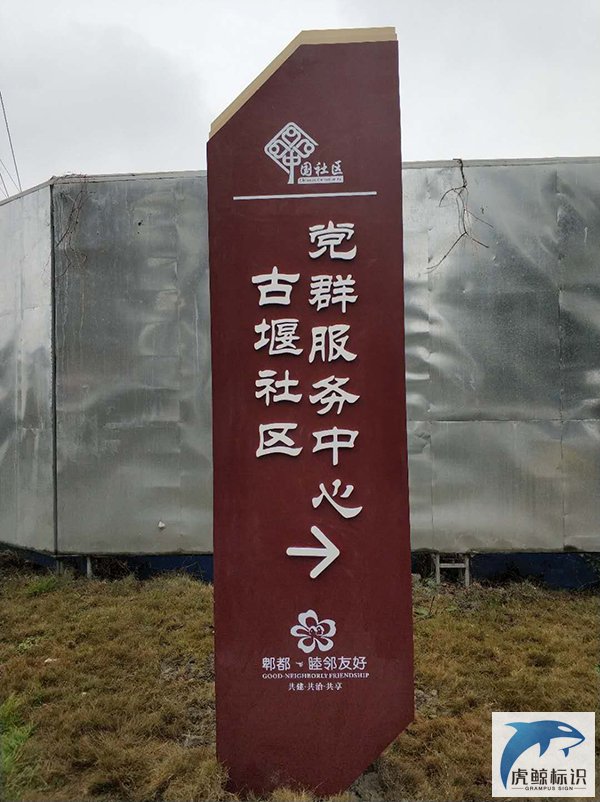 中国社区
古堰社区
党群服务中心
郫都 睦邻友好
GOOD-NEIGHBORLY FRIENDSHIP
共建·共治·共享
虎鲸标识
GRAMPUS SIGN